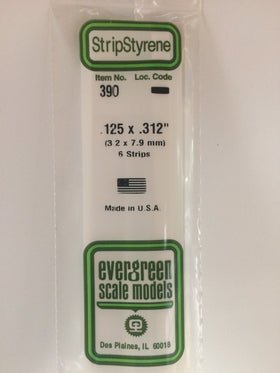 StripStyrene
Item No. Loc. Code
390
.125 x .312"
(3.2 x 7.9 mm)
6 Strips
Made in U.S.A.
evergreen
scale models
Des Plaines, IL 60018